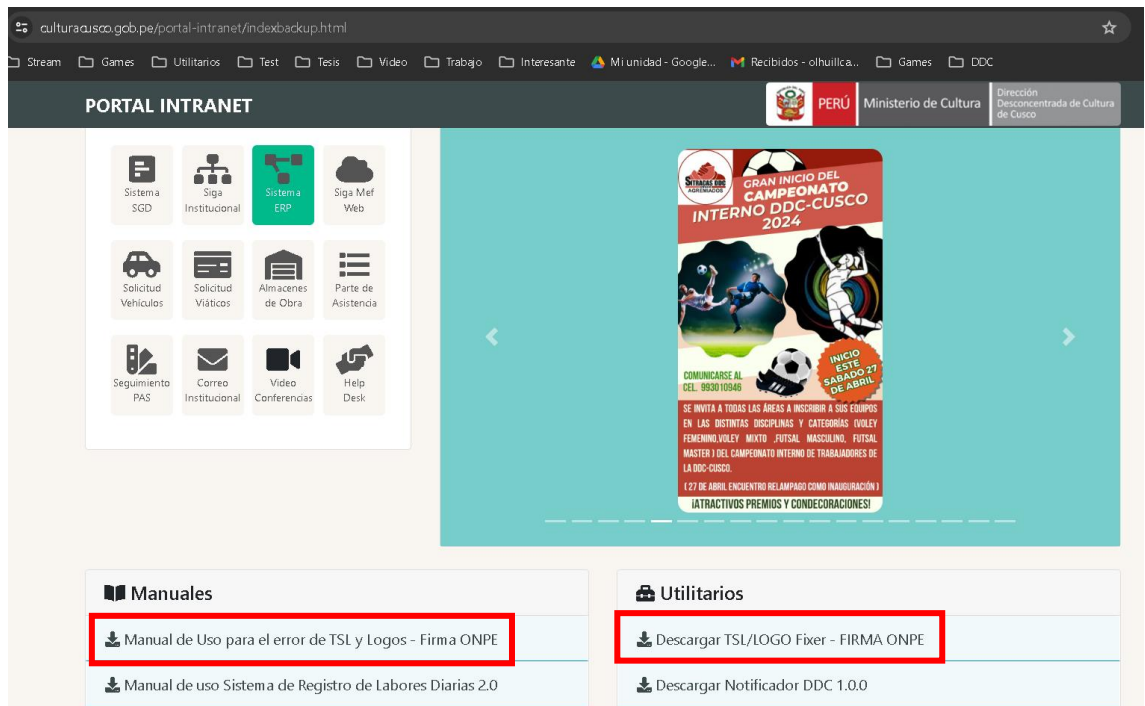 culturacusco.gob.pe/portal-intranet/indexbackup.html
Stream Games Utilitarios Test Tesis Video Trabajo Interesante Mi unidad - Google... Recibidos - olhuillca... Games DDC
PORTAL INTRANET
PERÚ Ministerio de Cultura
Dirección
Desconcentrada de Cultura
de Cusco
Sistema
SGD
Siga
Institucional
Sistema
ERP
Siga Mef
Web
Solicitud
Vehículos
Solicitud
Viáticos
Almacenes
de Obra
Parte de
Asistencia
Seguimiento
PAS
Correo
Institucional
Video
Conferencias
Help
Desk
SITRACAS DDC
AGREMIADOS
GRAN INICIO DEL
CAMPEONATO
INTERNO DDC-CUSCO
2024
INICIO
ESTE
SABADO 27
DE ABRIL
COMUNICARSE AL
CEL. 993010946
SE INVITA A TODAS LAS ÁREAS A INSCRIBIR A SUS EQUIPOS
EN LAS DISTINTAS DISCIPLINAS Y CATEGORÍAS (VOLEY
FEMENINO,VOLEY MIXTO ,FUTSAL MASCULINO, FUTSAL
MASTER ) DEL CAMPEONATO INTERNO DE TRABAJADORES DE
LA DDC-CUSCO.
( 27 DE ABRIL ENCUENTRO RELAMPAGO COMO INAUGURACIÓN )
¡ATRACTIVOS PREMIOS Y CONDECORACIONES!
Manuales
Manual de Uso para el error de TSL y Logos - Firma ONPE
Manual de uso Sistema de Registro de Labores Diarias 2.0
Utilitarios
Descargar TSL/LOGO Fixer - FIRMA ONPE
Descargar Notificador DDC 1.0.0